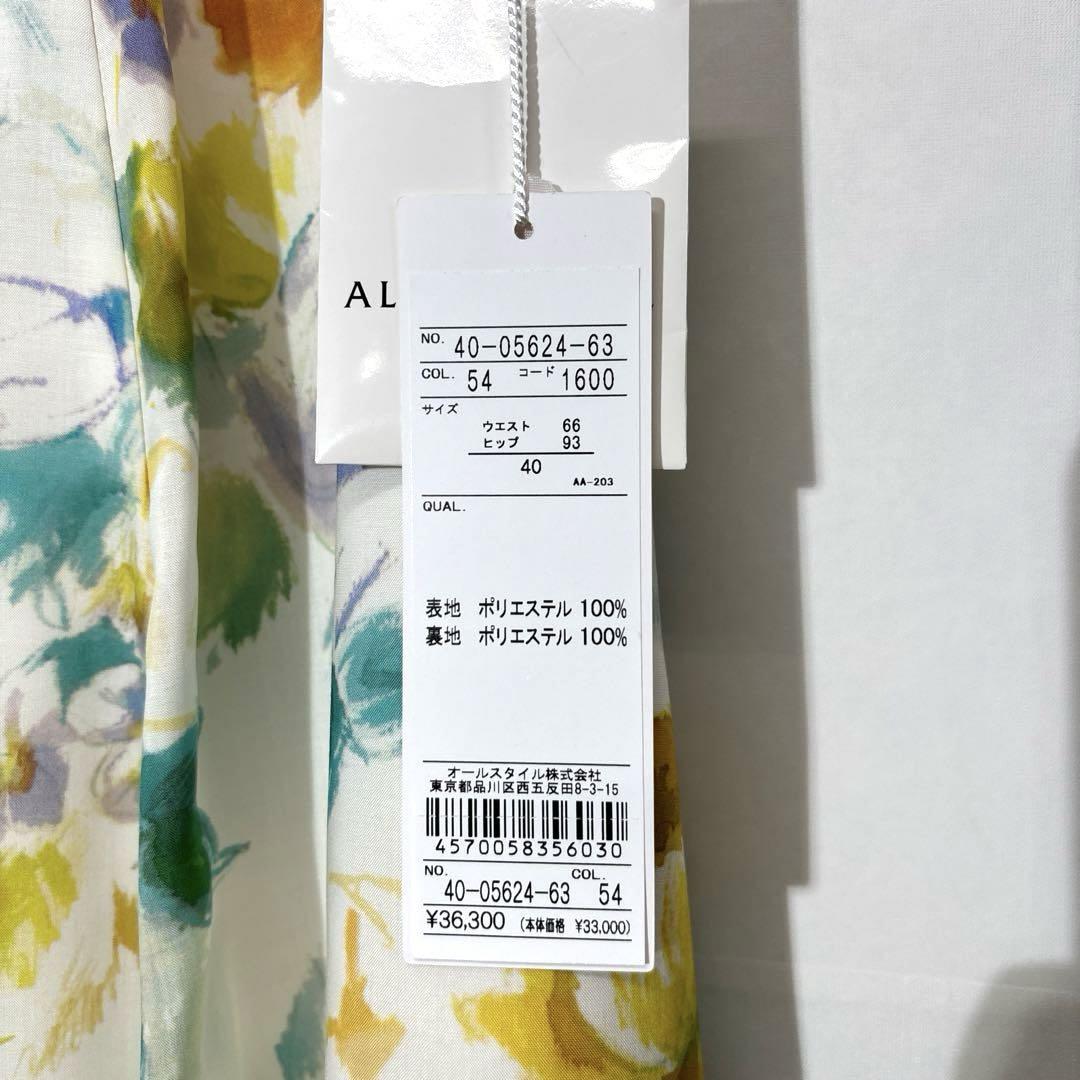 AL
NO. 40-05624-63
COL. 54 コード 1600
サイズ
ウエスト 66
ヒップ 93
40
AA-203
QUAL.
表地 ポリエステル 100%
裏地 ポリエステル 100%
オールスタイル株式会社
東京都品川区西五反田8-3-15
4570058356030
NO. COL.
40-05624-63 54
¥36,300 (本体価格 ¥33,000)